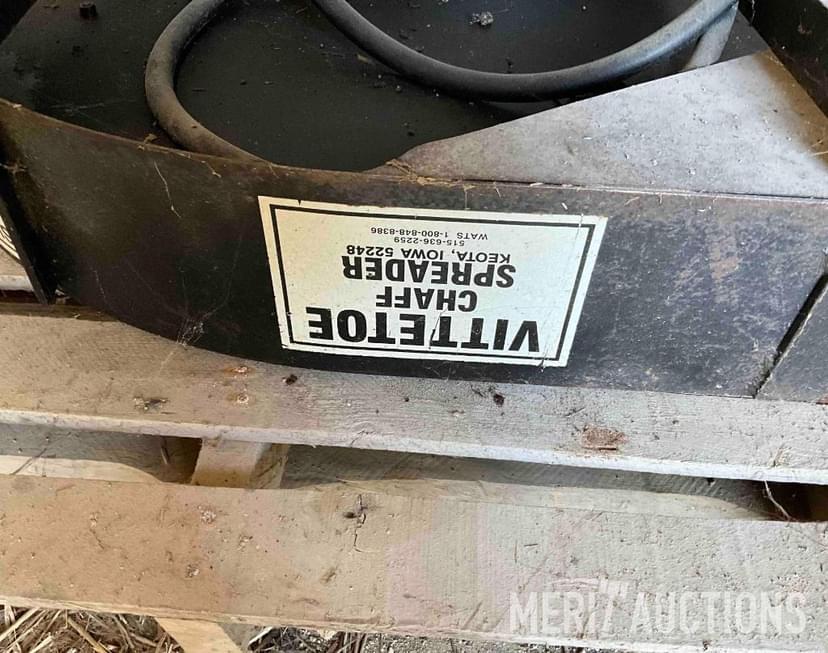 VITTETOE
CHAFF
SPREADER
KEOTA, IOWA 52248
515-636-2259
WATS 1-800-848-8386
MERIT AUCTIONS